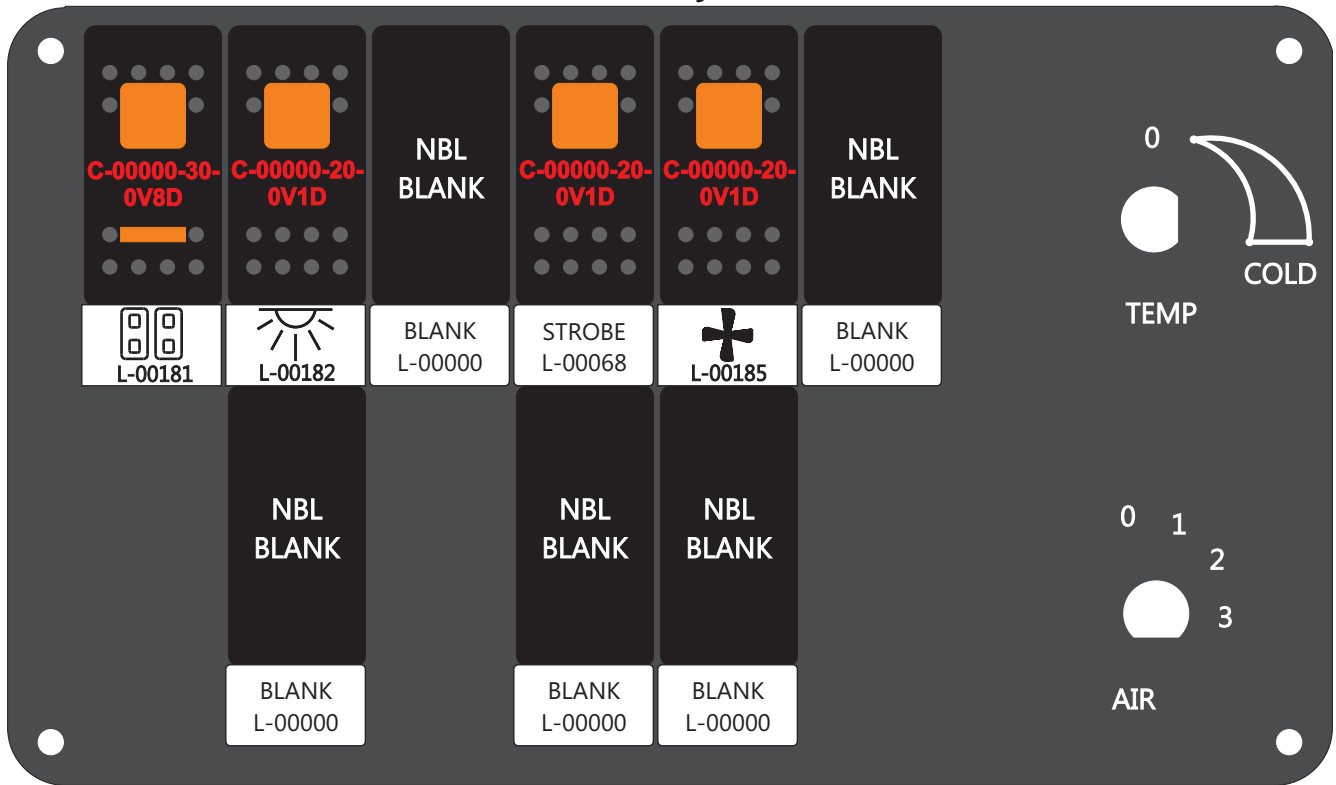 C-00000-30-
0V8D
C-00000-20-
0V1D
NBL
BLANK
C-00000-20-
0V1D
C-00000-20-
0V1D
NBL
BLANK
L-00181
L-00182
BLANK
L-00000
STROBE
L-00068
L-00185
BLANK
L-00000
0
COLD
TEMP
NBL
BLANK
NBL
BLANK
NBL
BLANK
BLANK
L-00000
BLANK
L-00000
BLANK
L-00000
0
1
2
3
AIR